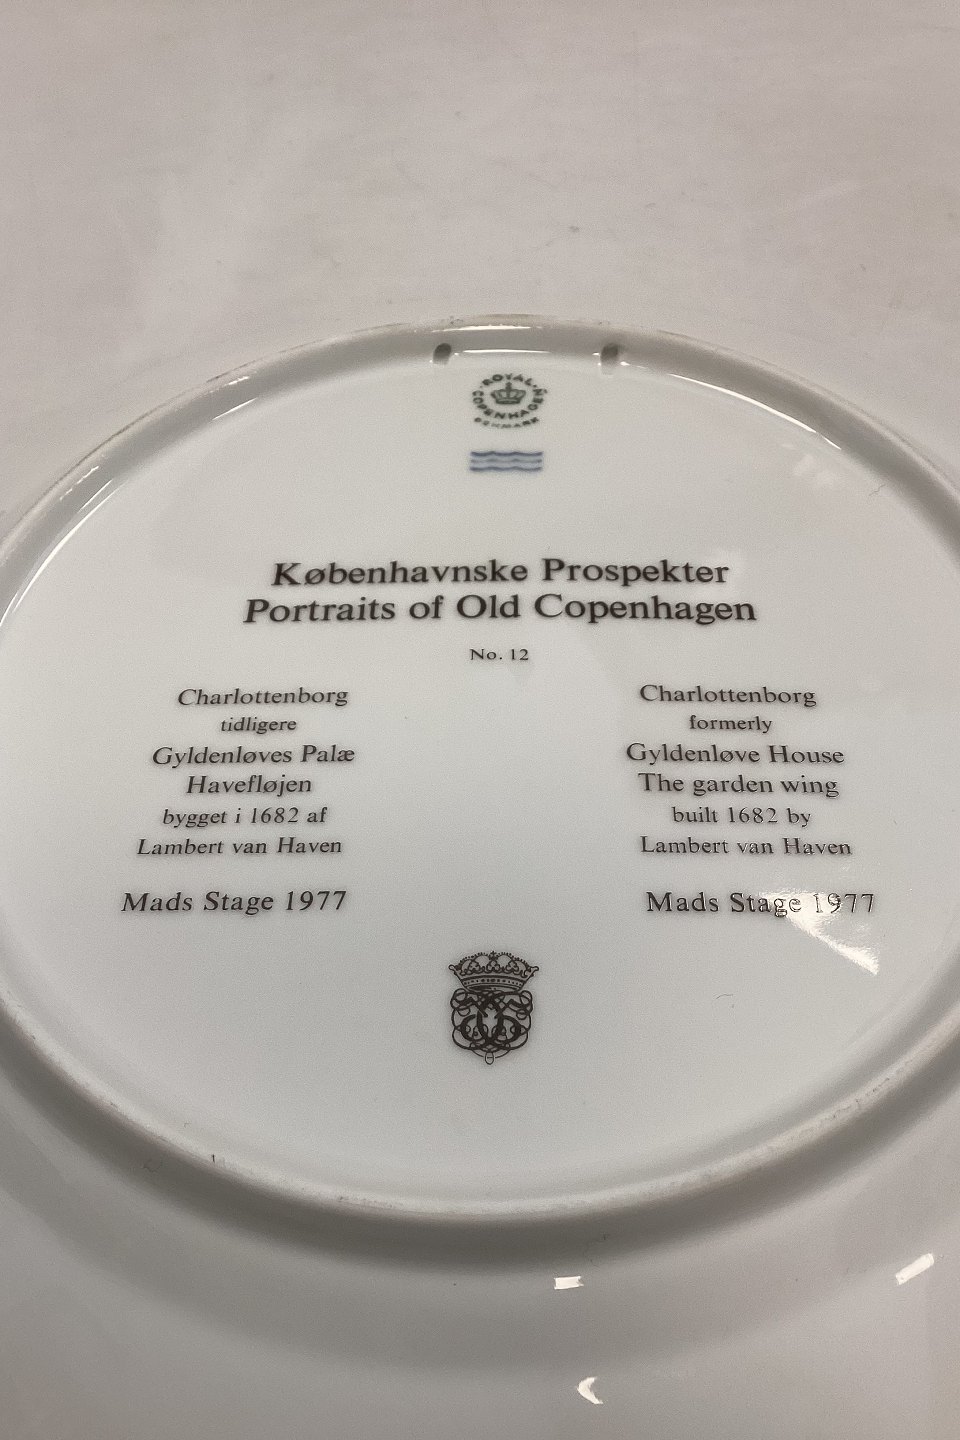 ROYAL COPENHAGEN
DENMARK
Københavnske Prospekter
Portraits of Old Copenhagen
No. 12
Charlottenborg
tidligere
Gyldenløves Palæ
Havefløjen
bygget i 1682 af
Lambert van Haven
Mads Stage 1977
Charlottenborg
formerly
Gyldenløve House
The garden wing
built 1682 by
Lambert van Haven
Mads Stage 1977